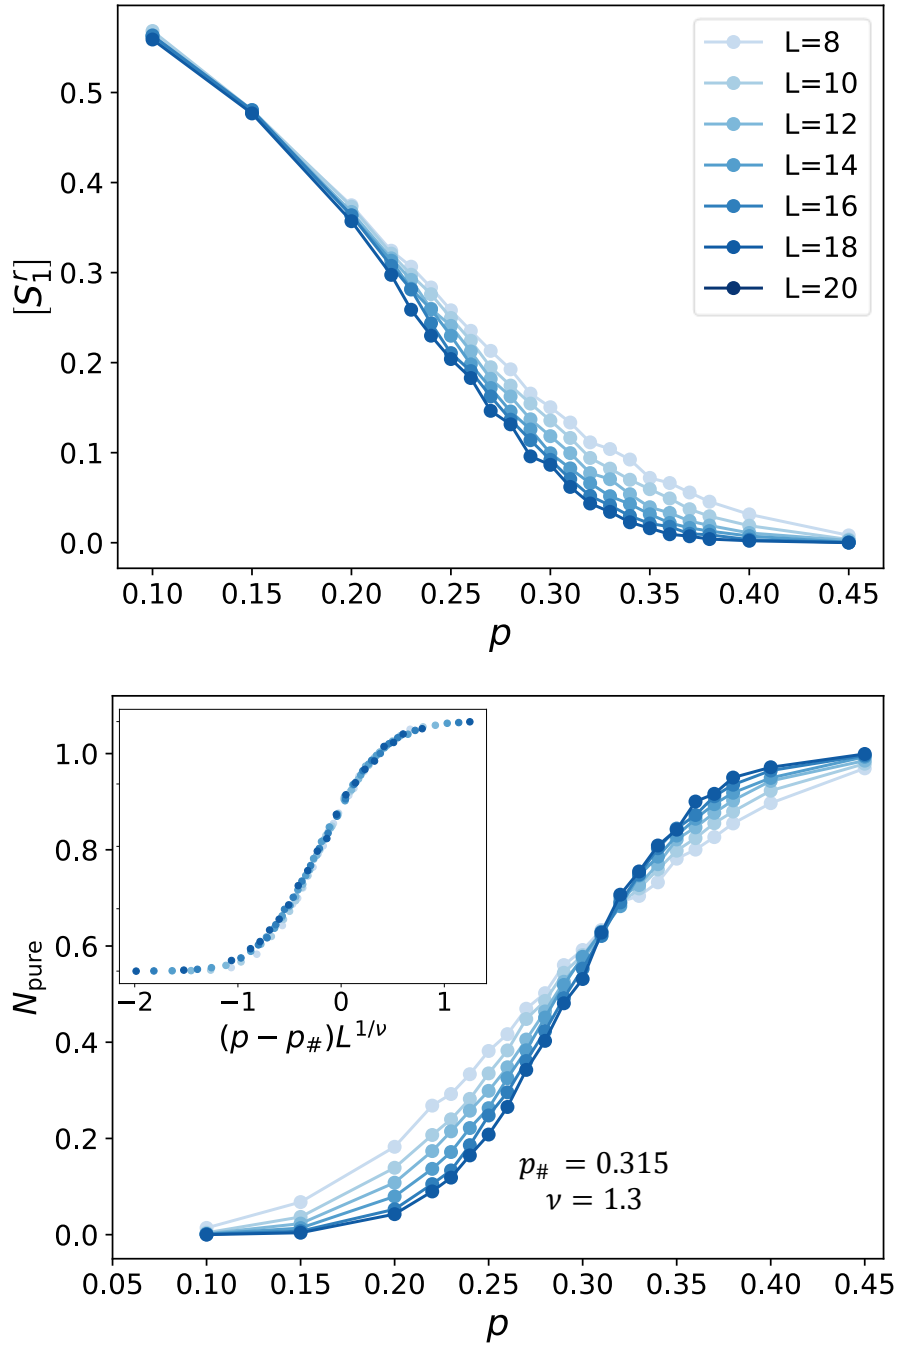 0.5
0.4
0.3
0.2
0.1
0.0
[S₁ʳ]
L=8
L=10
L=12
L=14
L=16
L=18
L=20
0.10 0.15 0.20 0.25 0.30 0.35 0.40 0.45
p
1.0
0.8
0.6
0.4
0.2
0.0
N_pure
−2 −1 0 1
(p − p_#)L^{1/ν}
p_# = 0.315
ν = 1.3
0.05 0.10 0.15 0.20 0.25 0.30 0.35 0.40 0.45
p